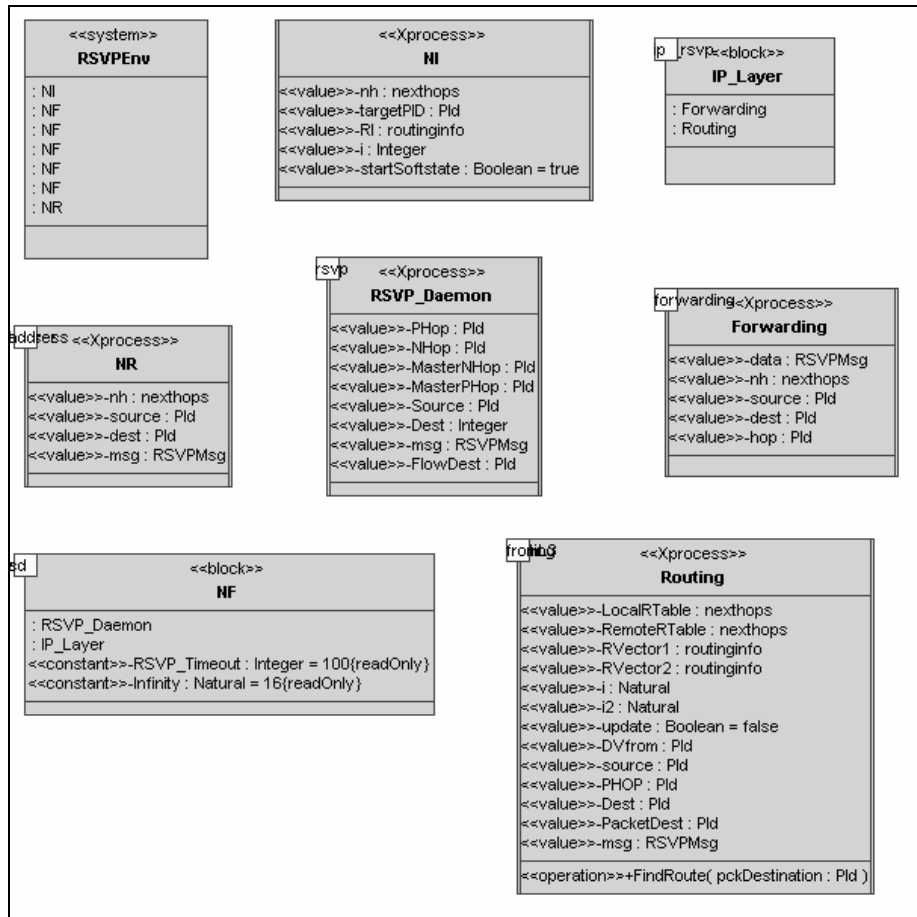 <<system>>
RSVPEnv
: NI
: NF
: NF
: NF
: NF
: NF
: NR
<<Xprocess>>
NI
<<value>>-nh : nexthops
<<value>>-targetPID : PId
<<value>>-RI : routinginfo
<<value>>-i : Integer
<<value>>-startSoftstate : Boolean = true
ip_rsvp
<<block>>
IP_Layer
: Forwarding
: Routing
address
<<Xprocess>>
NR
<<value>>-nh : nexthops
<<value>>-source : PId
<<value>>-dest : PId
<<value>>-msg : RSVPMsg
rsvp
<<Xprocess>>
RSVP_Daemon
<<value>>-PHop : PId
<<value>>-NHop : PId
<<value>>-MasterNHop : PId
<<value>>-MasterPHop : PId
<<value>>-Source : PId
<<value>>-Dest : Integer
<<value>>-msg : RSVPMsg
<<value>>-FlowDest : PId
forwarding
<<Xprocess>>
Forwarding
<<value>>-data : RSVPMsg
<<value>>-nh : nexthops
<<value>>-source : PId
<<value>>-dest : PId
<<value>>-hop : PId
sd
<<block>>
NF
: RSVP_Daemon
: IP_Layer
<<constant>>-RSVP_Timeout : Integer = 100{readOnly}
<<constant>>-Infinity : Natural = 16{readOnly}
<<Xprocess>>
Routing
<<value>>-LocalRTable : nexthops
<<value>>-RemoteRTable : nexthops
<<value>>-RVector1 : routinginfo
<<value>>-RVector2 : routinginfo
<<value>>-i : Natural
<<value>>-i2 : Natural
<<value>>-update : Boolean = false
<<value>>-DVfrom : PId
<<value>>-source : PId
<<value>>-PHOP : PId
<<value>>-Dest : PId
<<value>>-PacketDest : PId
<<value>>-msg : RSVPMsg
<<operation>>+FindRoute( pckDestination : PId )